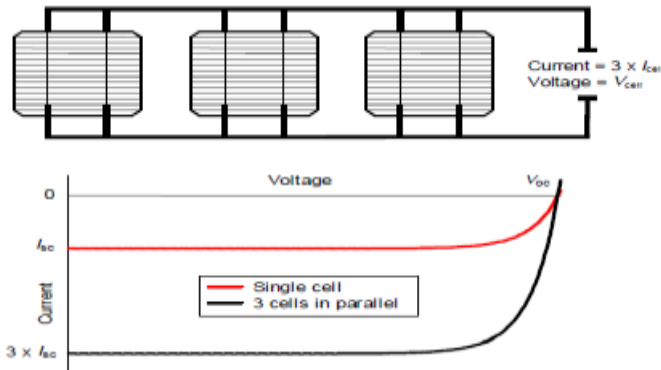 Current = 3 × Icell
Voltage = Vcell
Voltage
Voc
0
Isc
Current
Single cell
3 cells in parallel
3 × Isc